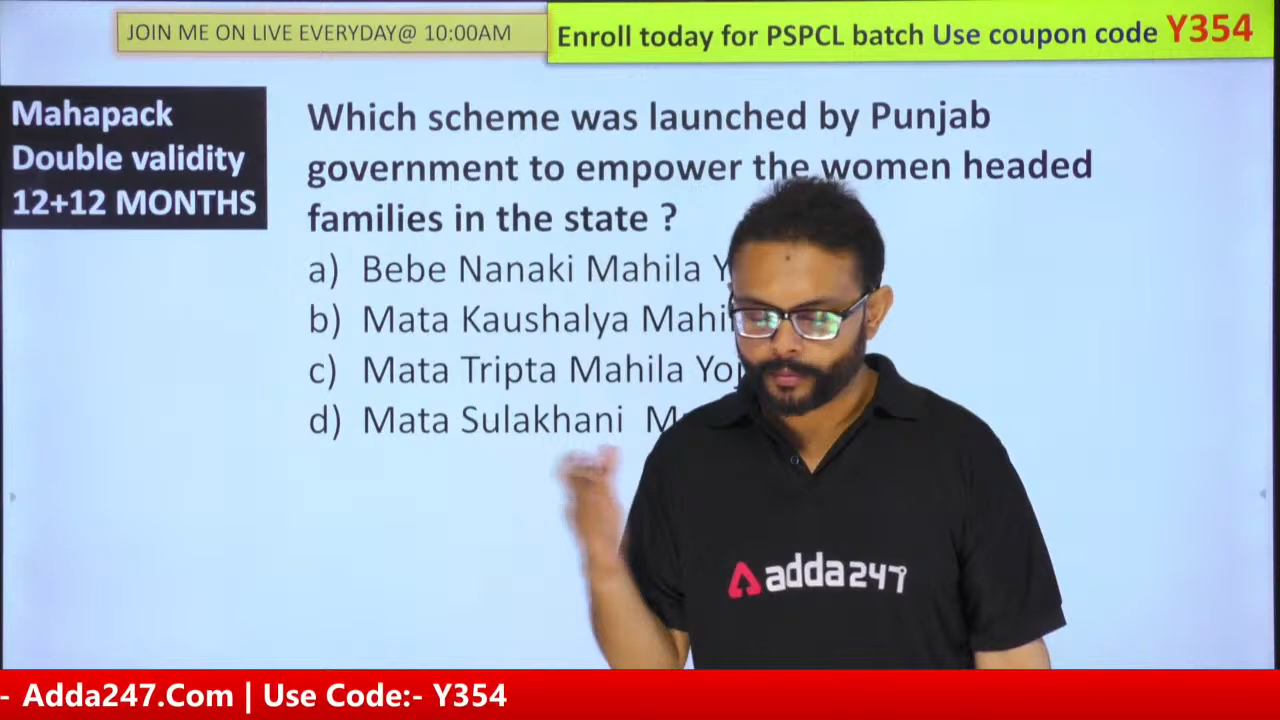 JOIN ME ON LIVE EVERYDAY@ 10:00AM
Enroll today for PSPCL batch Use coupon code Y354
Mahapack
Double validity
12+12 MONTHS
Which scheme was launched by Punjab
government to empower the women headed
families in the state ?
a) Bebe Nanaki Mahila
b) Mata Kaushalya
c) Mata Tripta Mahila
d) Mata Sulakhani
adda247
- Adda247.Com | Use Code:- Y354